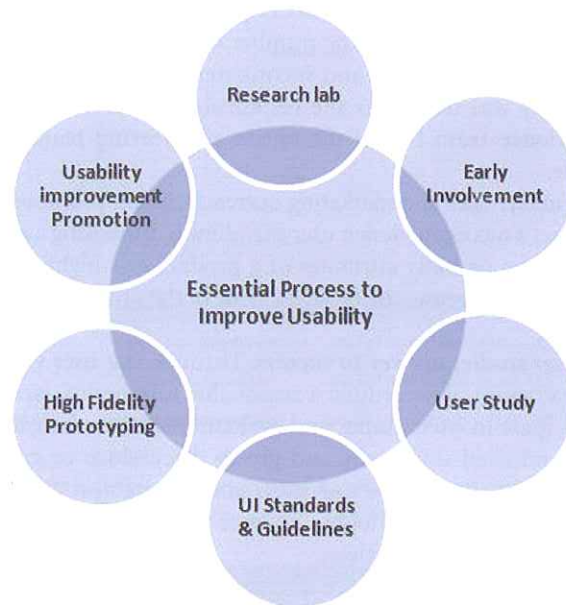 Research lab
Early
Involvement
User Study
UI Standards
& Guidelines
High Fidelity
Prototyping
Usability
improvement
Promotion
Essential Process to
Improve Usability